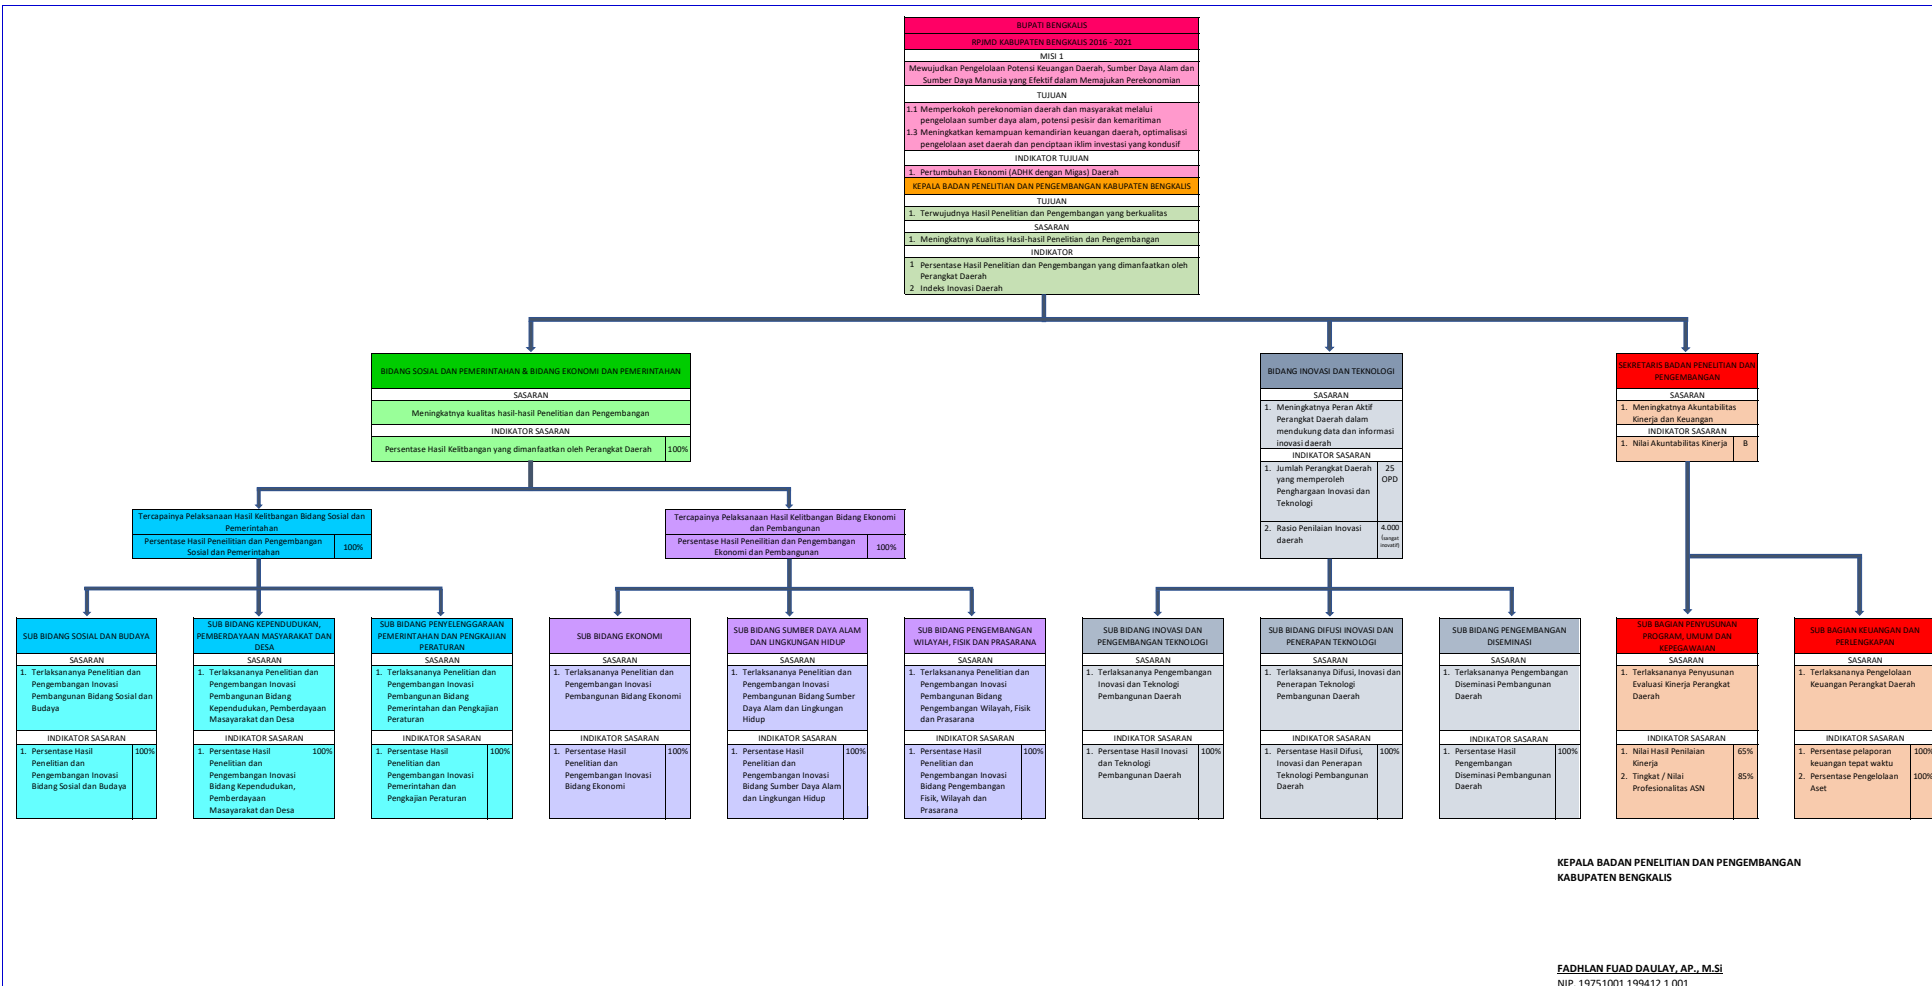 BUPATI BENGKALIS
RPJMD KABUPATEN BENGKALIS 2016 - 2021
MISI 1
Mewujudkan Pengelolaan Potensi Keuangan Daerah, Sumber Daya Alam dan
Sumber Daya Manusia yang Efektif dalam Memajukan Perekonomian
TUJUAN
1.1 Memperkokoh perekonomian daerah dan masyarakat melalui
pengelolaan sumber daya alam, potensi pesisir dan kemaritiman
1.3 Meningkatkan kemampuan kemandirian keuangan daerah, optimalisasi
pengelolaan aset daerah dan penciptaan iklim investasi yang kondusif
INDIKATOR TUJUAN
1. Pertumbuhan Ekonomi (ADHK dengan Migas) Daerah
KEPALA BADAN PENELITIAN DAN PENGEMBANGAN KABUPATEN BENGKALIS
TUJUAN
1. Terwujudnya Hasil Penelitian dan Pengembangan yang berkualitas
SASARAN
1. Meningkatnya Kualitas Hasil-hasil Penelitian dan Pengembangan
INDIKATOR
1 Persentase Hasil Penelitian dan Pengembangan yang dimanfaatkan oleh
Perangkat Daerah
2 Indeks Inovasi Daerah
BIDANG SOSIAL DAN PEMERINTAHAN & BIDANG EKONOMI DAN PEMERINTAHAN
SASARAN
Meningkatnya kualitas hasil-hasil Penelitian dan Pengembangan
INDIKATOR SASARAN
Persentase Hasil Kelitbangan yang dimanfaatkan oleh Perangkat Daerah 100%
BIDANG INOVASI DAN TEKNOLOGI
SASARAN
1. Meningkatnya Peran Aktif
Perangkat Daerah dalam
mendukung data dan informasi
inovasi daerah
INDIKATOR SASARAN
1. Jumlah Perangkat Daerah 25
yang memperoleh OPD
Penghargaan Inovasi dan
Teknologi
2. Rasio Penilaian Inovasi 4.000
daerah (sangat
inovatif)
SEKRETARIS BADAN PENELITIAN DAN
PENGEMBANGAN
SASARAN
1. Meningkatnya Akuntabilitas
Kinerja dan Keuangan
INDIKATOR SASARAN
1. Nilai Akuntabilitas Kinerja B
Tercapainya Pelaksanaan Hasil Kelitbangan Bidang Sosial dan
Pemerintahan
Persentase Hasil Peneilitian dan Pengembangan
Sosial dan Pemerintahan 100%
Tercapainya Pelaksanaan Hasil Kelitbangan Bidang Ekonomi
dan Pembangunan
Persentase Hasil Peneilitian dan Pengembangan
Ekonomi dan Pembangunan 100%
SUB BIDANG SOSIAL DAN BUDAYA
SASARAN
1. Terlaksananya Penelitian dan
Pengembangan Inovasi
Pembangunan Bidang Sosial dan
Budaya
INDIKATOR SASARAN
1. Persentase Hasil 100%
Penelitian dan
Pengembangan Inovasi
Bidang Sosial dan Budaya
SUB BIDANG KEPENDUDUKAN,
PEMBERDAYAAN MASYARAKAT DAN
DESA
SASARAN
1. Terlaksananya Penelitian dan
Pengembangan Inovasi
Pembangunan Bidang
Kependudukan, Pemberdayaan
Masayarakat dan Desa
INDIKATOR SASARAN
1. Persentase Hasil 100%
Penelitian dan
Pengembangan Inovasi
Bidang Kependudukan,
Pemberdayaan
Masayarakat dan Desa
SUB BIDANG PENYELENGGARAAN
PEMERINTAHAN DAN PENGKAJIAN
PERATURAN
SASARAN
1. Terlaksananya Penelitian dan
Pengembangan Inovasi
Pembangunan Bidang
Pemerintahan dan Pengkajian
Peraturan
INDIKATOR SASARAN
1. Persentase Hasil 100%
Penelitian dan
Pengembangan Inovasi
Pemerintahan dan
Pengkajian Peraturan
SUB BIDANG EKONOMI
SASARAN
1. Terlaksananya Penelitian dan
Pengembangan Inovasi
Pembangunan Bidang Ekonomi
INDIKATOR SASARAN
1. Persentase Hasil 100%
Penelitian dan
Pengembangan Inovasi
Bidang Ekonomi
SUB BIDANG SUMBER DAYA ALAM
DAN LINGKUNGAN HIDUP
SASARAN
1. Terlaksananya Penelitian dan
Pengembangan Inovasi
Pembangunan Bidang Sumber
Daya Alam dan Lingkungan
Hidup
INDIKATOR SASARAN
1. Persentase Hasil 100%
Penelitian dan
Pengembangan Inovasi
Bidang Sumber Daya Alam
dan Lingkungan Hidup
SUB BIDANG PENGEMBANGAN
WILAYAH, FISIK DAN PRASARANA
SASARAN
1. Terlaksananya Penelitian dan
Pengembangan Inovasi
Pembangunan Bidang
Pengembangan Wilayah, Fisik
dan Prasarana
INDIKATOR SASARAN
1. Persentase Hasil 100%
Penelitian dan
Pengembangan Inovasi
Bidang Pengembangan
Fisik, Wilayah dan
Prasarana
SUB BIDANG INOVASI DAN
PENGEMBANGAN TEKNOLOGI
SASARAN
1. Terlaksananya Pengembangan
Inovasi dan Teknologi
Pembangunan Daerah
INDIKATOR SASARAN
1. Persentase Hasil Inovasi 100%
dan Teknologi
Pembangunan Daerah
SUB BIDANG DIFUSI INOVASI DAN
PENERAPAN TEKNOLOGI
SASARAN
1. Terlaksananya Difusi, Inovasi dan
Penerapan Teknologi
Pembangunan Daerah
INDIKATOR SASARAN
1. Persentase Hasil Difusi, 100%
Inovasi dan Penerapan
Teknologi Pembangunan
Daerah
SUB BIDANG PENGEMBANGAN
DISEMINASI
SASARAN
1. Terlaksananya Pengembangan
Diseminasi Pembangunan
Daerah
INDIKATOR SASARAN
1. Persentase Hasil 100%
Pengembangan
Diseminasi Pembangunan
Daerah
SUB BAGIAN PENYUSUNAN
PROGRAM, UMUM DAN
KEPEGAWAIAN
SASARAN
1. Terlaksananya Penyusunan
Evaluasi Kinerja Perangkat
Daerah
INDIKATOR SASARAN
1. Nilai Hasil Penilaian 65%
Kinerja
2. Tingkat / Nilai 85%
Profesionalitas ASN
SUB BAGIAN KEUANGAN DAN
PERLENGKAPAN
SASARAN
1. Terlaksananya Pengelolaan
Keuangan Perangkat Daerah
INDIKATOR SASARAN
1. Persentase pelaporan 100%
keuangan tepat waktu
2. Persentase Pengelolaan 100%
Aset
KEPALA BADAN PENELITIAN DAN PENGEMBANGAN
KABUPATEN BENGKALIS
FADHLAN FUAD DAULAY, AP., M.Si
NIP. 19751001 199412 1 001